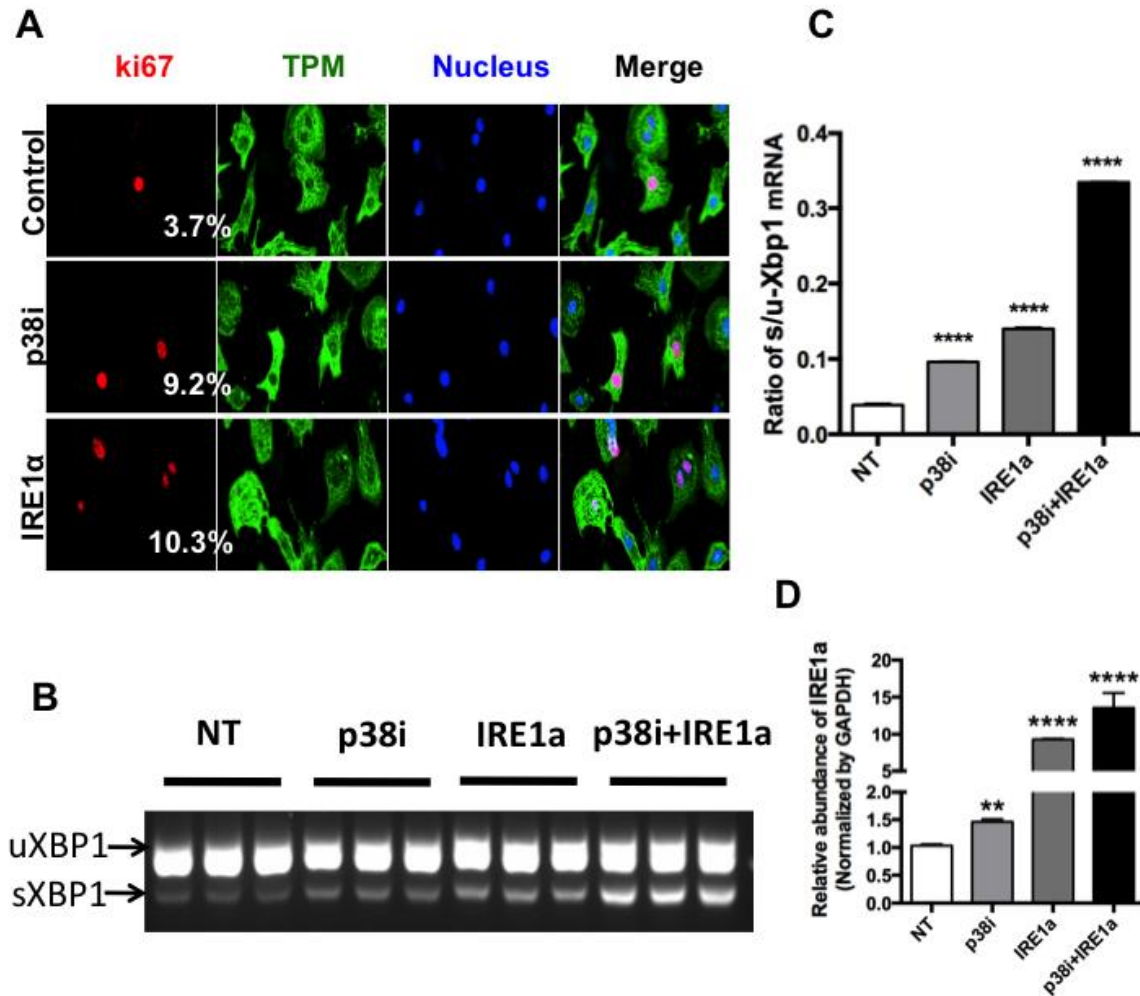 A
ki67 TPM Nucleus Merge
Control
3.7%
p38i
9.2%
IRE1α
10.3%
B
NT p38i IRE1a p38i+IRE1a
uXBP1
sXBP1
C
Ratio of s/u-Xbp1 mRNA
0.4
0.3
0.2
0.1
0.0
****
****
****
NT p38i IRE1a p38i+IRE1a
D
Relative abundance of IRE1a
(Normalized by GAPDH)
20
15
10
5
2.0
1.5
1.0
0.5
0.0
**
****
****
NT p38i IRE1a p38i+IRE1a